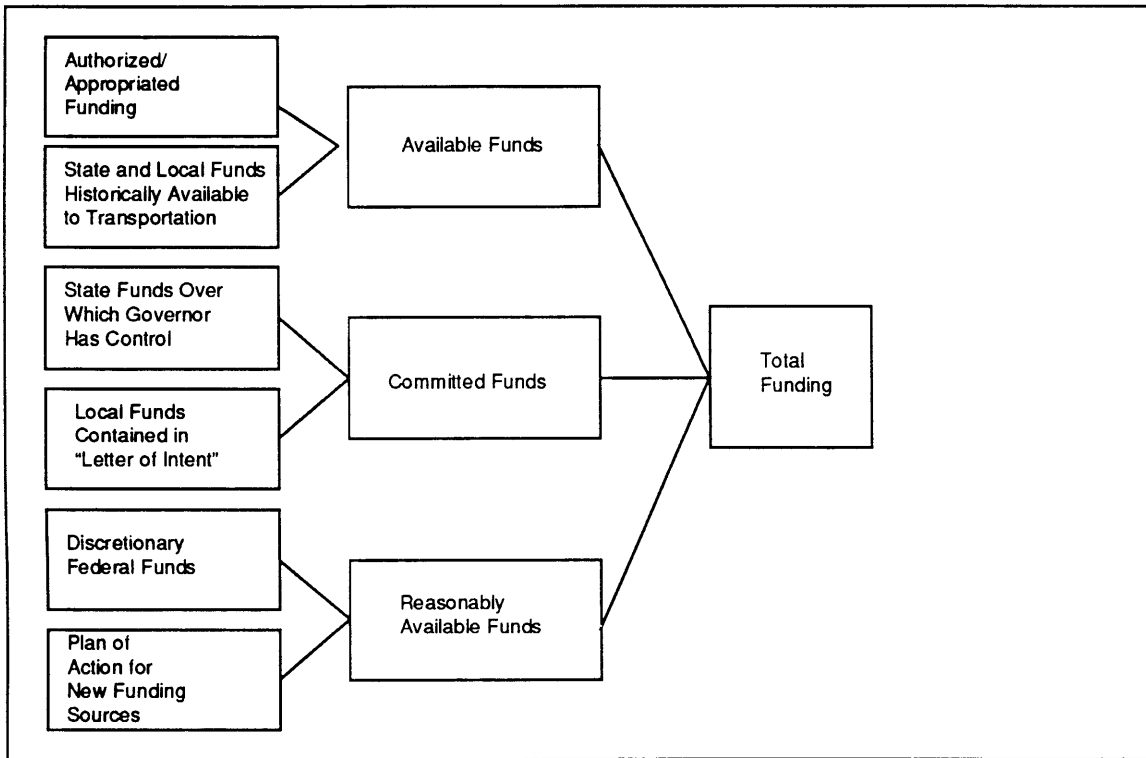 Authorized/
Appropriated
Funding
State and Local Funds
Historically Available
to Transportation
Available Funds
State Funds Over
Which Governor
Has Control
Local Funds
Contained in
“Letter of Intent”
Committed Funds
Discretionary
Federal Funds
Plan of
Action for
New Funding
Sources
Reasonably
Available Funds
Total
Funding